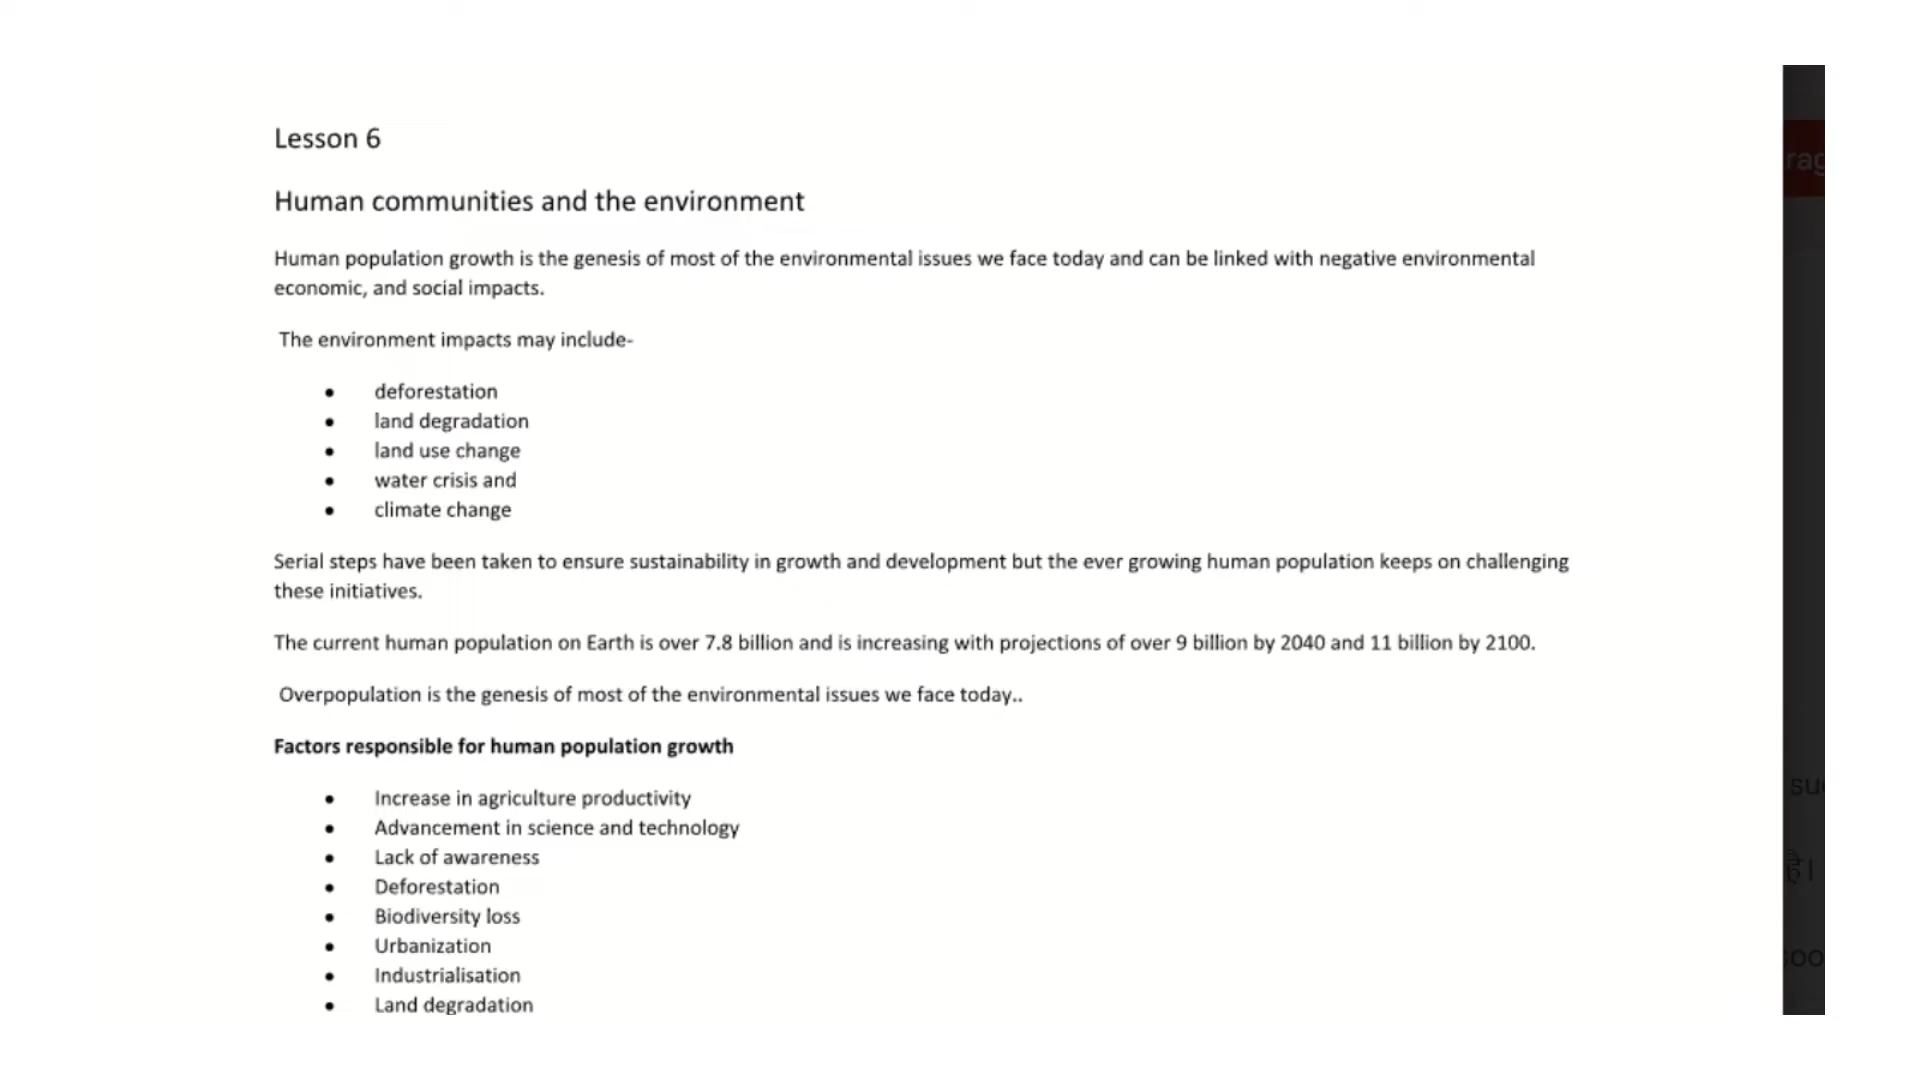 Lesson 6
Human communities and the environment
Human population growth is the genesis of most of the environmental issues we face today and can be linked with negative environmental
economic, and social impacts.
The environment impacts may include-
• deforestation
• land degradation
• land use change
• water crisis and
• climate change
Serial steps have been taken to ensure sustainability in growth and development but the ever growing human population keeps on challenging
these initiatives.
The current human population on Earth is over 7.8 billion and is increasing with projections of over 9 billion by 2040 and 11 billion by 2100.
Overpopulation is the genesis of most of the environmental issues we face today..
Factors responsible for human population growth
• Increase in agriculture productivity
• Advancement in science and technology
• Lack of awareness
• Deforestation
• Biodiversity loss
• Urbanization
• Industrialisation
• Land degradation